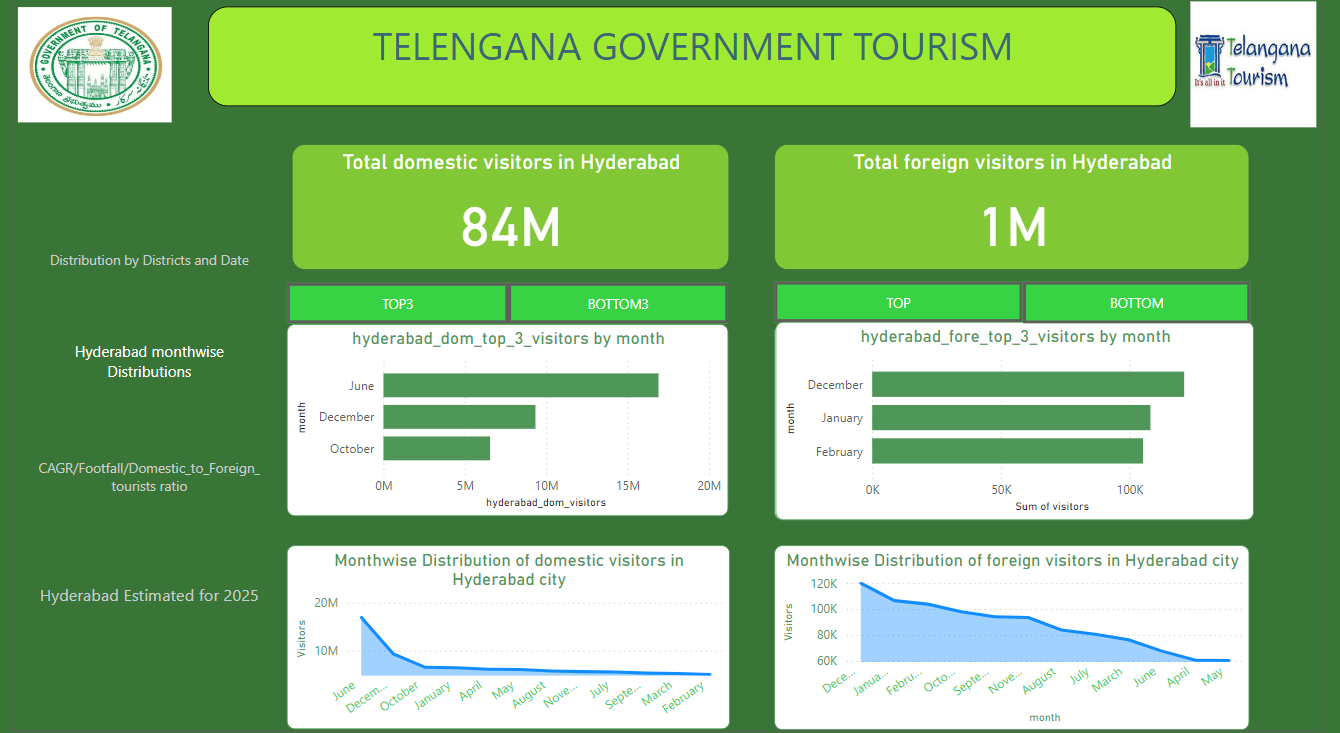 GOVERNMENT OF TELANGANA
TELENGANA GOVERNMENT TOURISM
Telangana
It's all in it Tourism
Total domestic visitors in Hyderabad
84M
Total foreign visitors in Hyderabad
1M
Distribution by Districts and Date
Hyderabad monthwise
Distributions
CAGR/Footfall/Domestic_to_Foreign_
tourists ratio
Hyderabad Estimated for 2025
TOP3
BOTTOM3
hyderabad_dom_top_3_visitors by month
month
June
December
October
0M 5M 10M 15M 20M
hyderabad_dom_visitors
TOP
BOTTOM
hyderabad_fore_top_3_visitors by month
month
December
January
February
0K 50K 100K
Sum of visitors
Monthwise Distribution of domestic visitors in
Hyderabad city
Visitors
20M
10M
June Decem... October January April May August Nove... July Septe... March February
Monthwise Distribution of foreign visitors in Hyderabad city
Visitors
120K
100K
80K
60K
Dece... Janua... Febru... Octo... Septe... Nove... August July March June April May
month